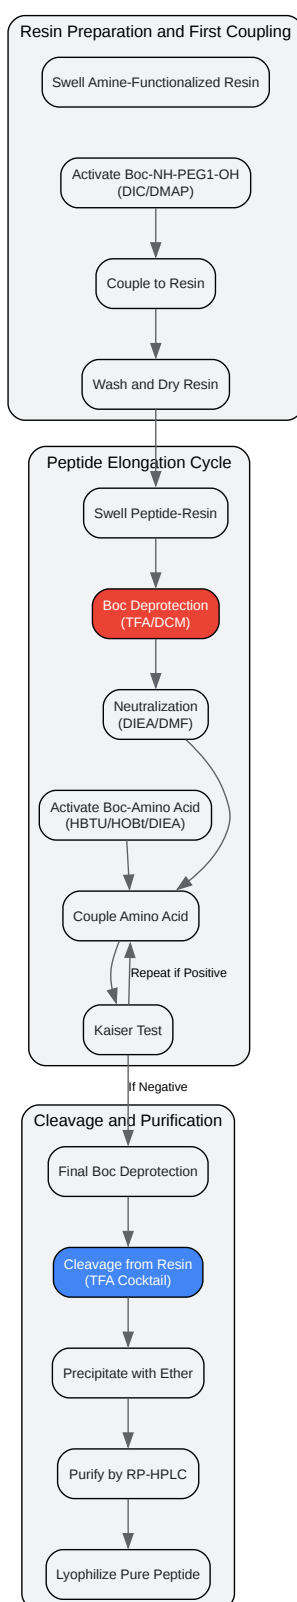 Resin Preparation and First Coupling
Swell Amine-Functionalized Resin
Activate Boc-NH-PEG1-OH
(DIC/DMAP)
Couple to Resin
Wash and Dry Resin
Peptide Elongation Cycle
Swell Peptide-Resin
Boc Deprotection
(TFA/DCM)
Neutralization
(DIEA/DMF)
Activate Boc-Amino Acid
(HBTU/HOBt/DIEA)
Couple Amino Acid
Repeat if Positive
Kaiser Test
If Negative
Cleavage and Purification
Final Boc Deprotection
Cleavage from Resin
(TFA Cocktail)
Precipitate with Ether
Purify by RP-HPLC
Lyophilize Pure Peptide